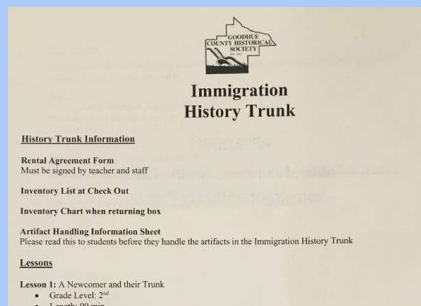 GOODHUE
COUNTY HISTORICAL
SOCIETY
Immigration
History Trunk
History Trunk Information
Rental Agreement Form
Must be signed by teacher and staff
Inventory List at Check Out
Inventory Chart when returning box
Artifact Handling Information Sheet
Please read this to students before they handle the artifacts in the Immigration History Trunk
Lessons
Lesson 1: A Newcomer and their Trunk
• Grade Level: 2nd
• Length: 90 min